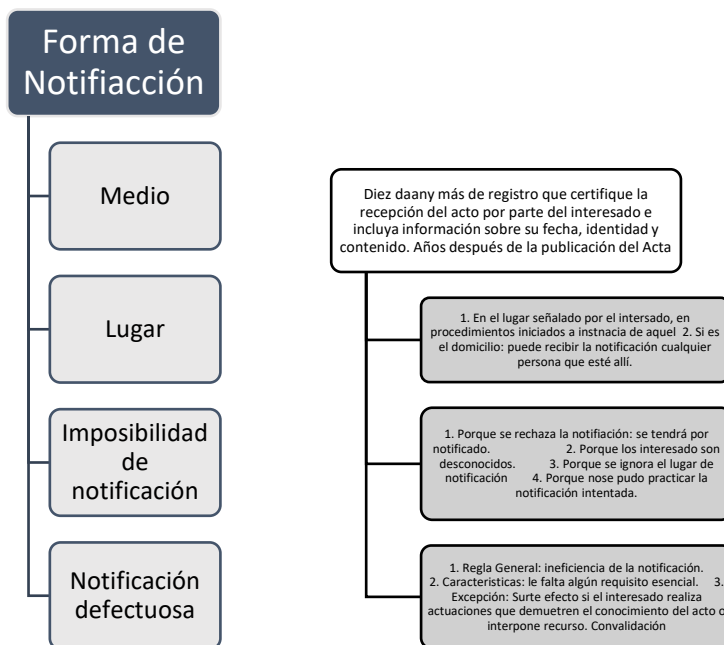 Forma de
Notifiacción
Medio
Lugar
Imposibilidad
de
notificación
Notificación
defectuosa
Diez daany más de registro que certifique la
recepción del acto por parte del interesado e
incluya información sobre su fecha, identidad y
contenido. Años después de la publicación del Acta
1. En el lugar señalado por el intersado, en
procedimientos iniciados a instnacia de aquel 2. Si es
el domicilio: puede recibir la notificación cualquier
persona que esté allí.
1. Porque se rechaza la notifiación: se tendrá por
notificado. 2. Porque los interesado son
desconocidos. 3. Porque se ignora el lugar de
notificación 4. Porque nose pudo practicar la
notificación intentada.
1. Regla General: ineficiencia de la notificación.
2. Caracteristicas: le falta algún requisito esencial. 3.
Excepción: Surte efecto si el interesado realiza
actuaciones que demuetren el conocimiento del acto o
interpone recurso. Convalidación